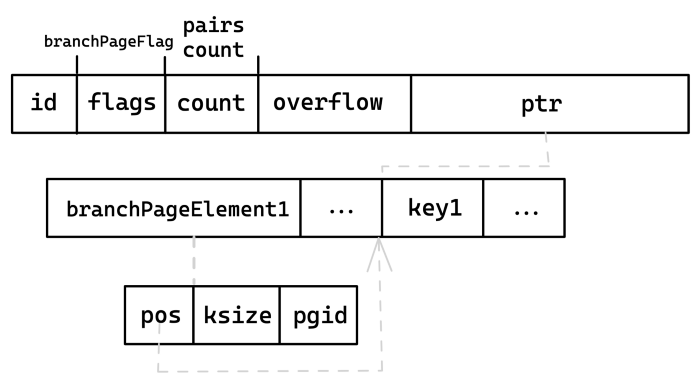 pairs
branchPageFlag count
id flags count overflow ptr
branchPageElement1 ... key1 ...
pos ksize pgid